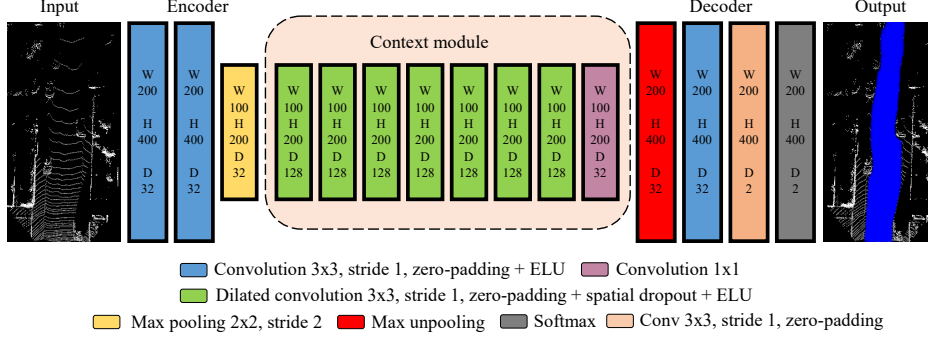 Input
Encoder
Decoder
Output
Context module
W
200
H
400
D
32
W
200
H
400
D
32
W
100
H
200
D
32
W
100
H
200
D
128
W
100
H
200
D
128
W
100
H
200
D
128
W
100
H
200
D
128
W
100
H
200
D
128
W
100
H
200
D
128
W
100
H
200
D
128
W
100
H
200
D
32
W
200
H
400
D
32
W
200
H
400
D
32
W
200
H
400
D
2
W
200
H
400
D
2
Convolution 3x3, stride 1, zero-padding + ELU
Convolution 1x1
Dilated convolution 3x3, stride 1, zero-padding + spatial dropout + ELU
Max pooling 2x2, stride 2
Max unpooling
Softmax
Conv 3x3, stride 1, zero-padding